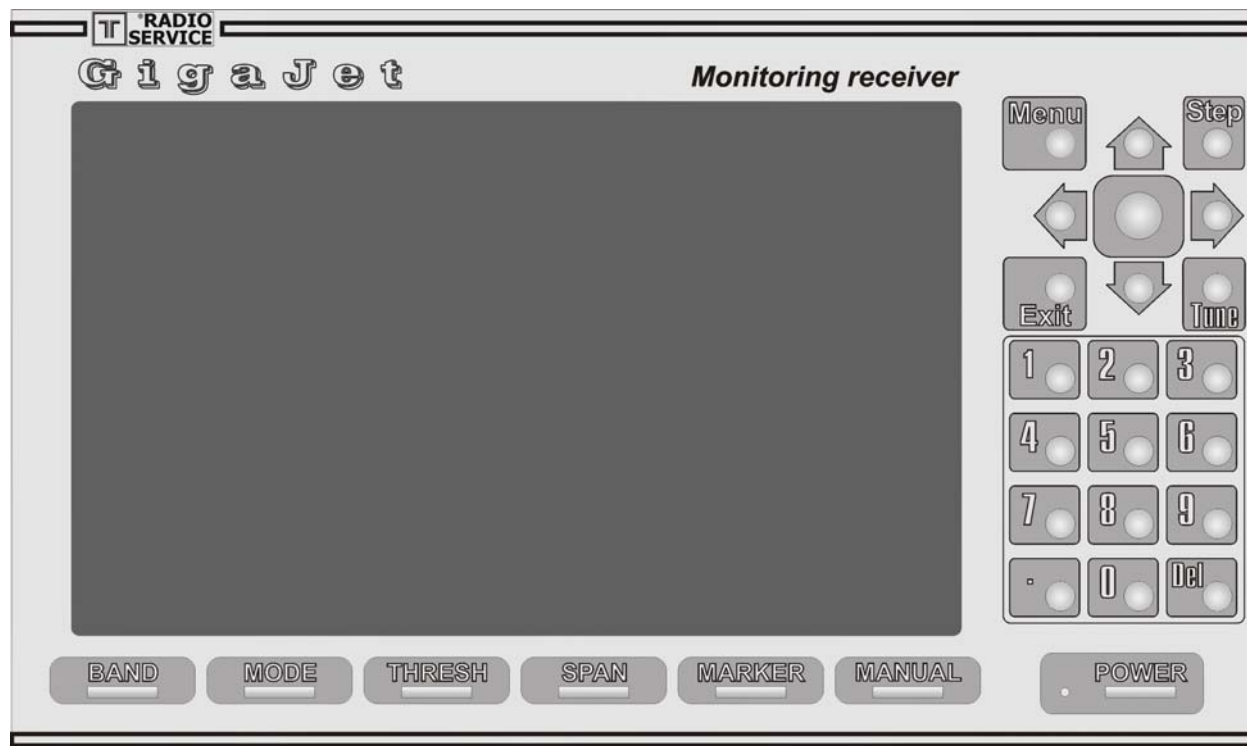 T RADIO
SERVICE
GigaJet Monitoring receiver
Menu Step
Exit Tune
1 2 3
4 5 6
7 8 9
. 0 Del
BAND MODE THRESH SPAN MARKER MANUAL POWER